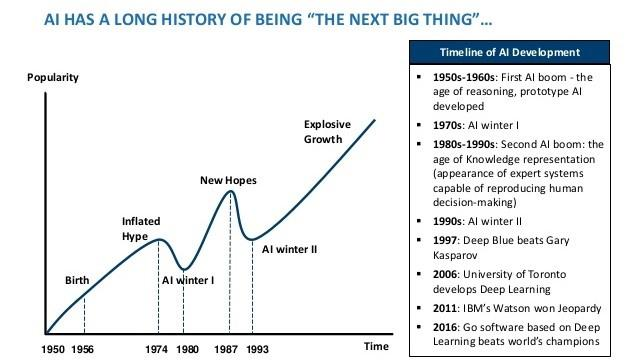 AI HAS A LONG HISTORY OF BEING “THE NEXT BIG THING”...
Popularity
Explosive
Growth
New Hopes
Inflated
Hype
AI winter II
Birth
AI winter I
1950 1956 1974 1980 1987 1993 Time
Timeline of AI Development
▪ 1950s-1960s: First AI boom - the
age of reasoning, prototype AI
developed
▪ 1970s: AI winter I
▪ 1980s-1990s: Second AI boom: the
age of Knowledge representation
(appearance of expert systems
capable of reproducing human
decision-making)
▪ 1990s: AI winter II
▪ 1997: Deep Blue beats Gary
Kasparov
▪ 2006: University of Toronto
develops Deep Learning
▪ 2011: IBM’s Watson won Jeopardy
▪ 2016: Go software based on Deep
Learning beats world’s champions